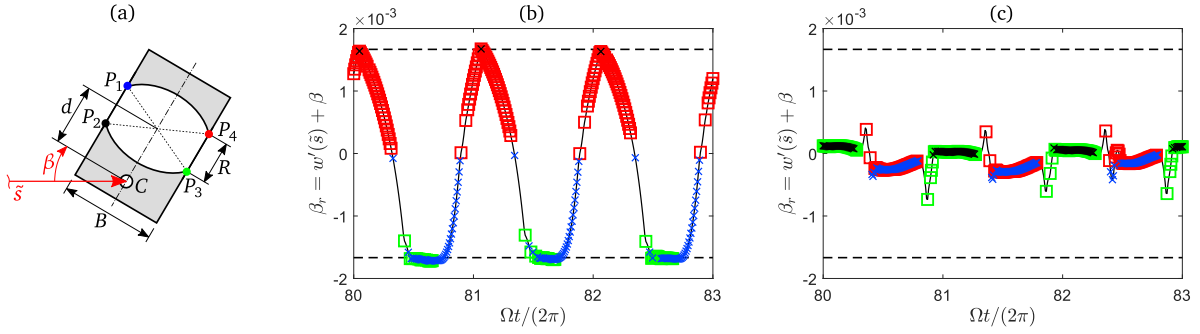 (a)
P₁
P₂
P₃
P₄
d
β
s̃
C
R
B
(b)
×10⁻³
2
1
0
-1
-2
80
81
82
83
βᵣ = w′(s̃) + β
Ωt/(2π)
(c)
×10⁻³
2
1
0
-1
-2
80
81
82
83
βᵣ = w′(s̃) + β
Ωt/(2π)